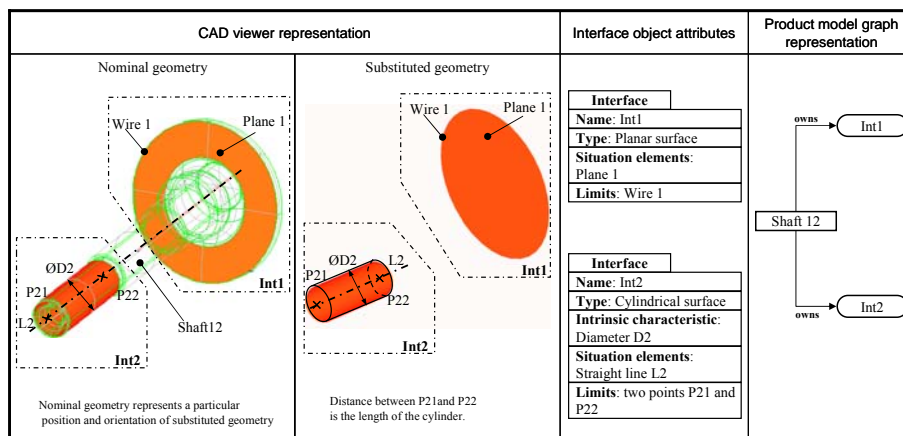 CAD viewer representation
Interface object attributes
Product model graph
representation
Nominal geometry
Substituted geometry
Wire 1
Plane 1
ØD2
P21
P22
L2
Shaft12
Int1
Int2
Nominal geometry represents a particular
position and orientation of substituted geometry
Wire 1
Plane 1
Int1
ØD2
L2
P21
P22
Int2
Distance between P21and P22
is the length of the cylinder.
Interface
Name: Int1
Type: Planar surface
Situation elements:
Plane 1
Limits: Wire 1
Interface
Name: Int2
Type: Cylindrical surface
Intrinsic characteristic:
Diameter D2
Situation elements:
Straight line L2
Limits: two points P21 and
P22
owns
Int1
Shaft 12
owns
Int2